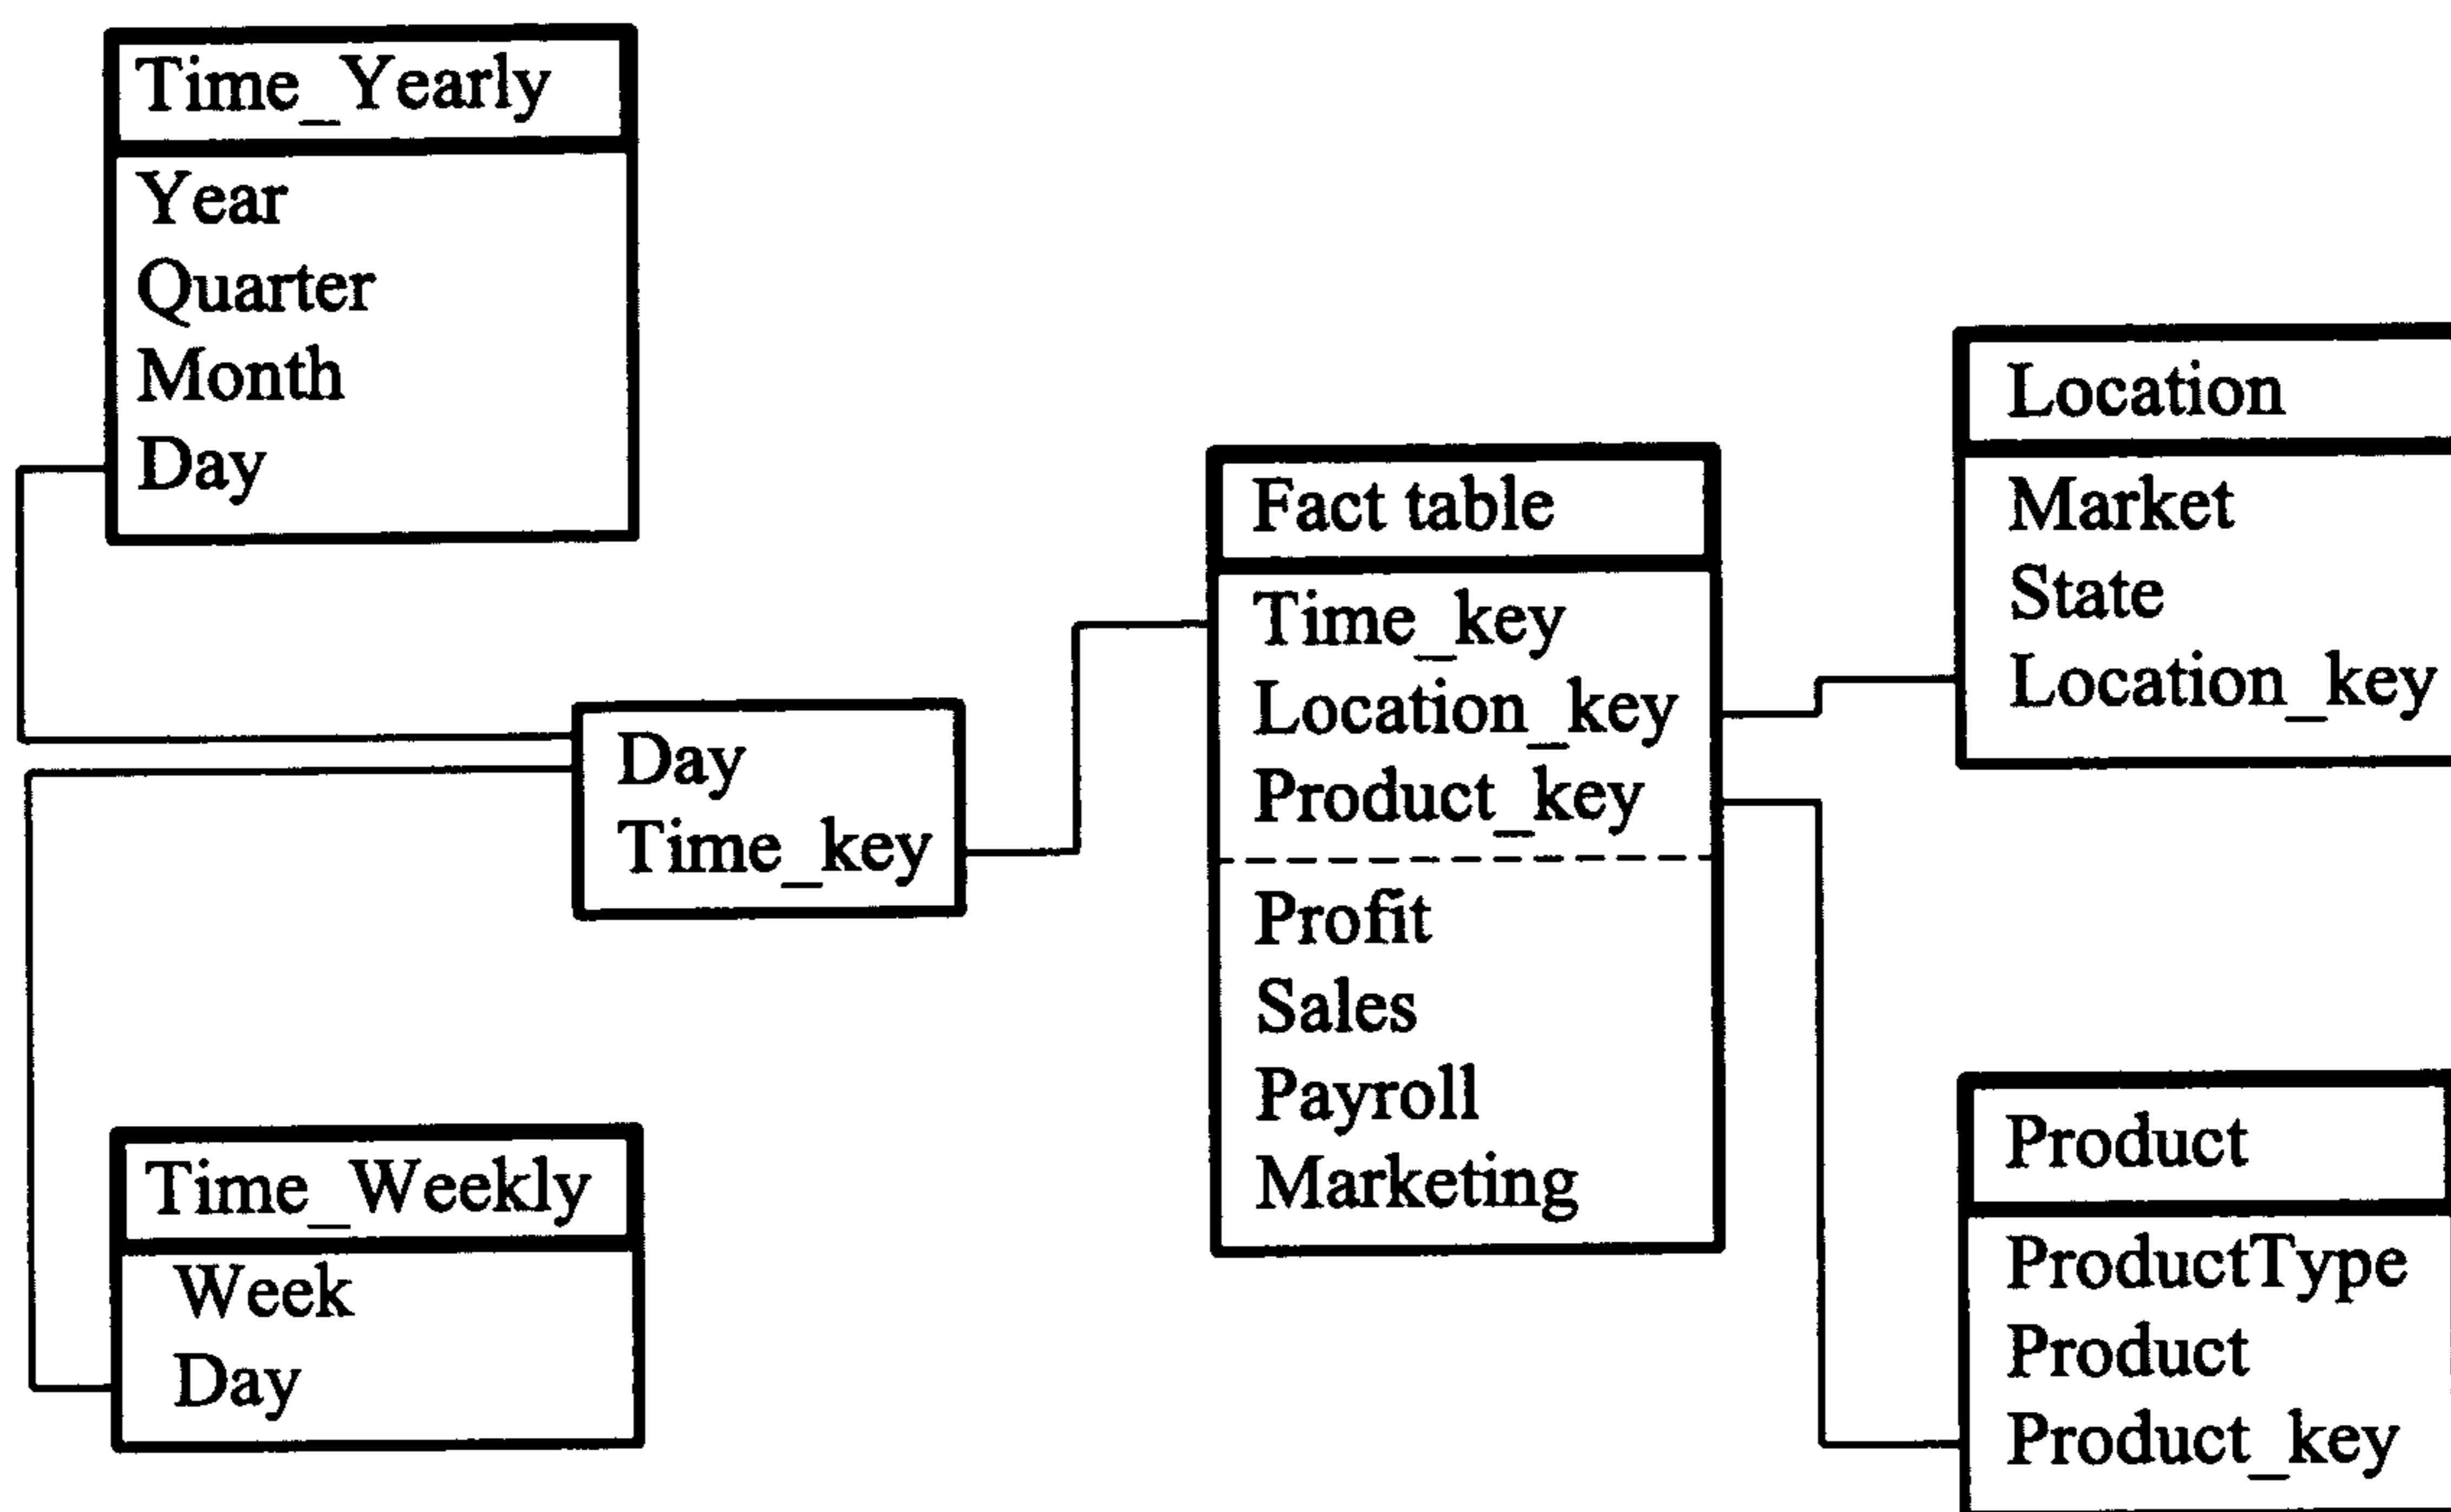 Time_Yearly
Year
Quarter
Month
Day
Day
Time_key
Time_Weekly
Week
Day
Fact table
Time_key
Location_key
Product_key
Profit
Sales
Payroll
Marketing
Location
Market
State
Location_key
Product
ProductType
Product
Product_key